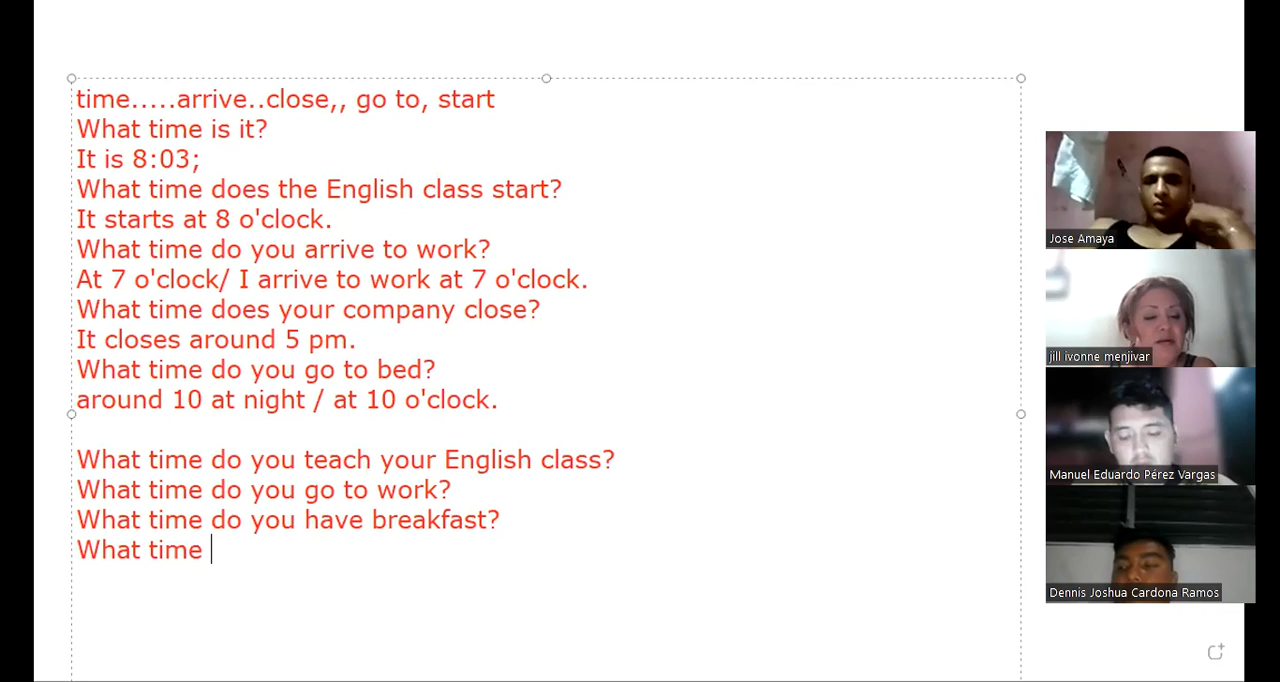 time.....arrive..close,, go to, start
What time is it?
It is 8:03;
What time does the English class start?
It starts at 8 o'clock.
What time do you arrive to work?
At 7 o'clock/ I arrive to work at 7 o'clock.
What time does your company close?
It closes around 5 pm.
What time do you go to bed?
around 10 at night / at 10 o'clock.
What time do you teach your English class?
What time do you go to work?
What time do you have breakfast?
What time
Jose Amaya
jill ivonne menjivar
Manuel Eduardo Pérez Vargas
Dennis Joshua Cardona Ramos